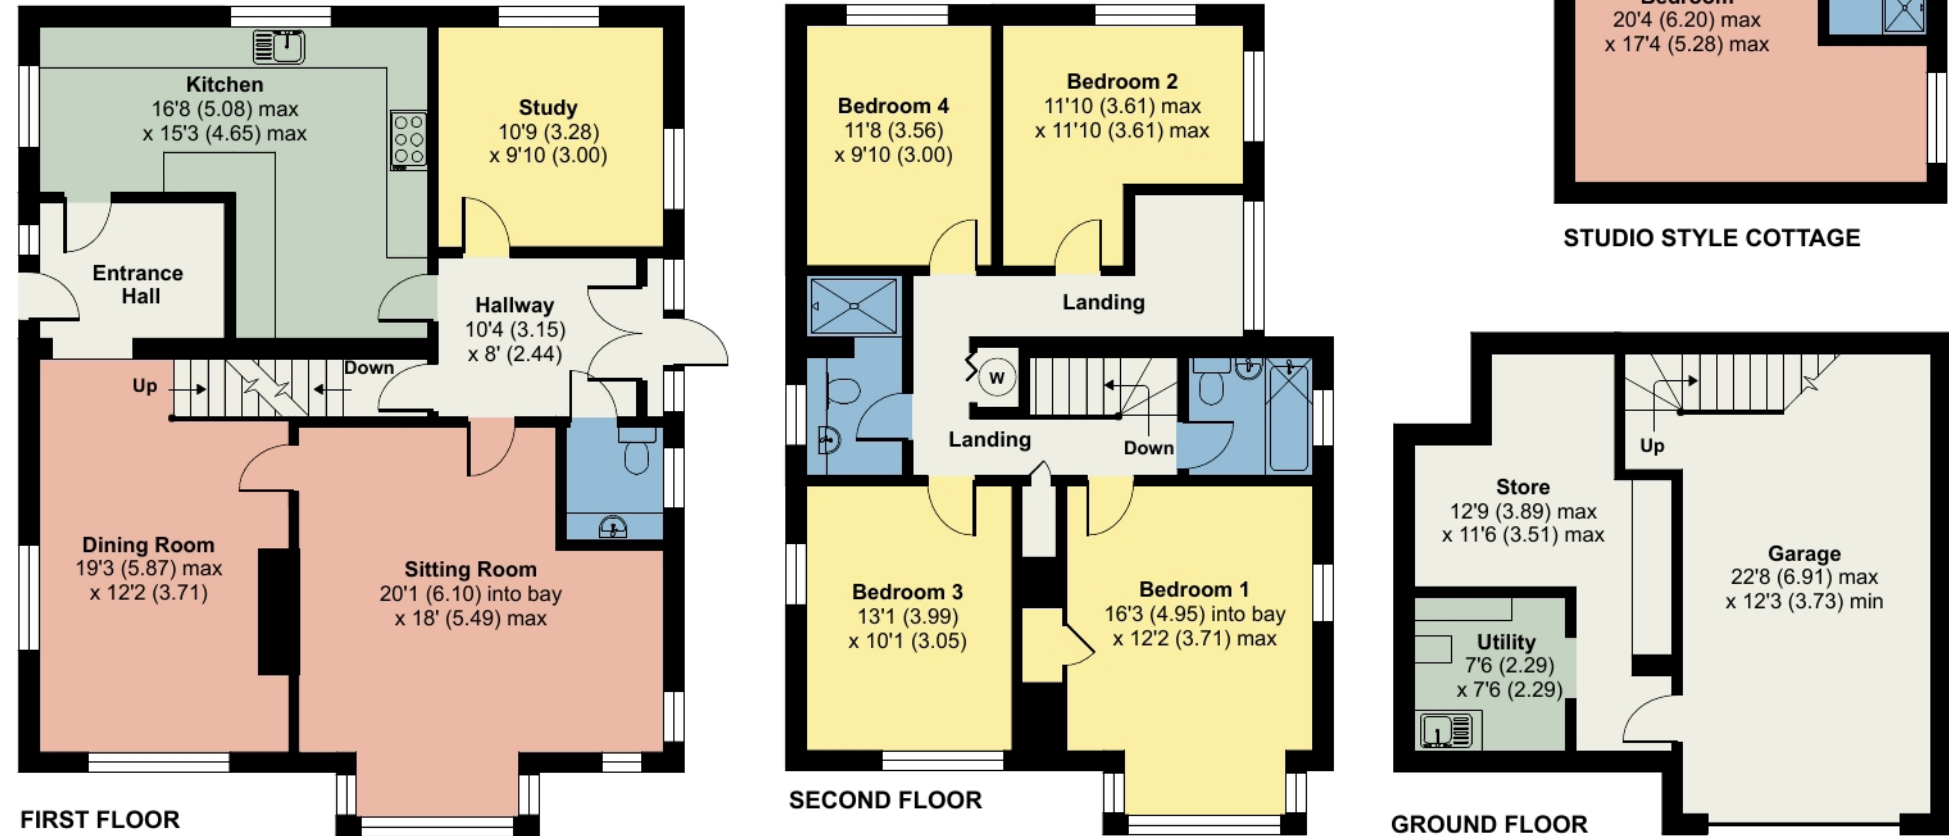 Kitchen
16'8 (5.08) max
x 15'3 (4.65) max
Study
10'9 (3.28)
x 9'10 (3.00)
Entrance
Hall
Hallway
10'4 (3.15)
x 8' (2.44)
Up
Down
Dining Room
19'3 (5.87) max
x 12'2 (3.71)
Sitting Room
20'1 (6.10) into bay
x 18' (5.49) max
FIRST FLOOR
Bedroom 4
11'8 (3.56)
x 9'10 (3.00)
Bedroom 2
11'10 (3.61) max
x 11'10 (3.61) max
Landing
W
Landing
Down
Bedroom 3
13'1 (3.99)
x 10'1 (3.05)
Bedroom 1
16'3 (4.95) into bay
x 12'2 (3.71) max
SECOND FLOOR
Bedroom
20'4 (6.20) max
x 17'4 (5.28) max
STUDIO STYLE COTTAGE
Up
Store
12'9 (3.89) max
x 11'6 (3.51) max
Garage
22'8 (6.91) max
x 12'3 (3.73) min
Utility
7'6 (2.29)
x 7'6 (2.29)
GROUND FLOOR